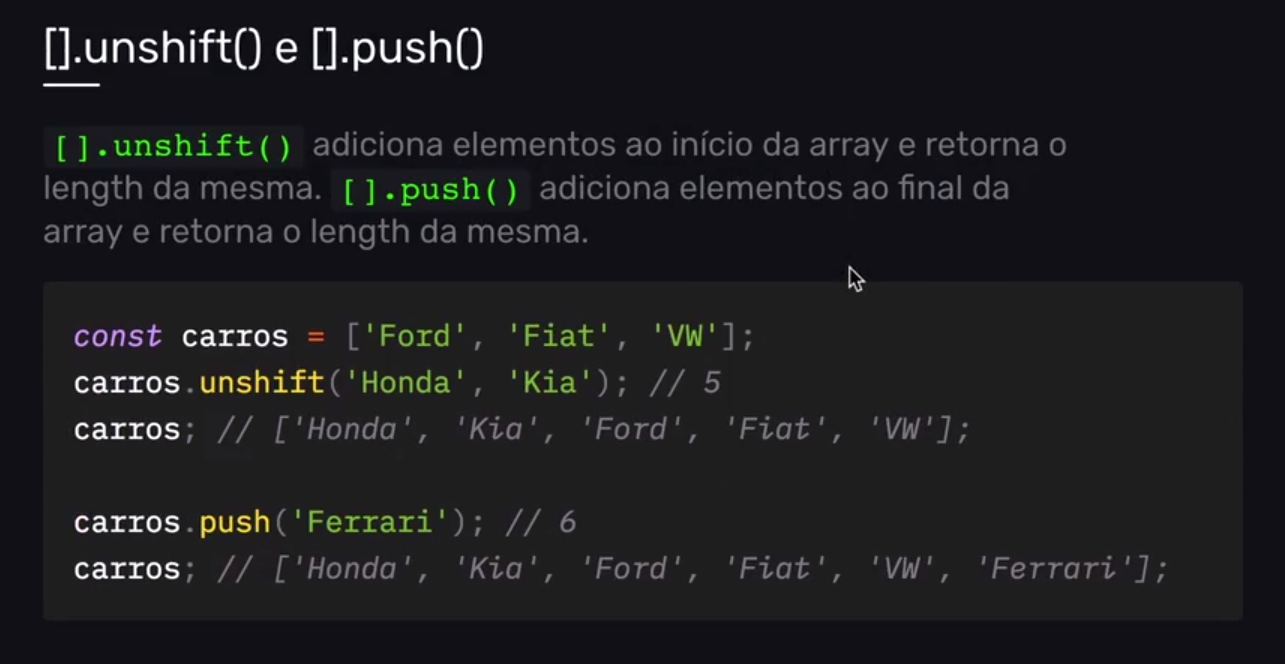 [].unshift() e [].push()
[].unshift() adiciona elementos ao início da array e retorna o
length da mesma. [].push() adiciona elementos ao final da
array e retorna o length da mesma.
const carros = ['Ford', 'Fiat', 'VW'];
carros.unshift('Honda', 'Kia'); // 5
carros; // ['Honda', 'Kia', 'Ford', 'Fiat', 'VW'];
carros.push('Ferrari'); // 6
carros; // ['Honda', 'Kia', 'Ford', 'Fiat', 'VW', 'Ferrari'];